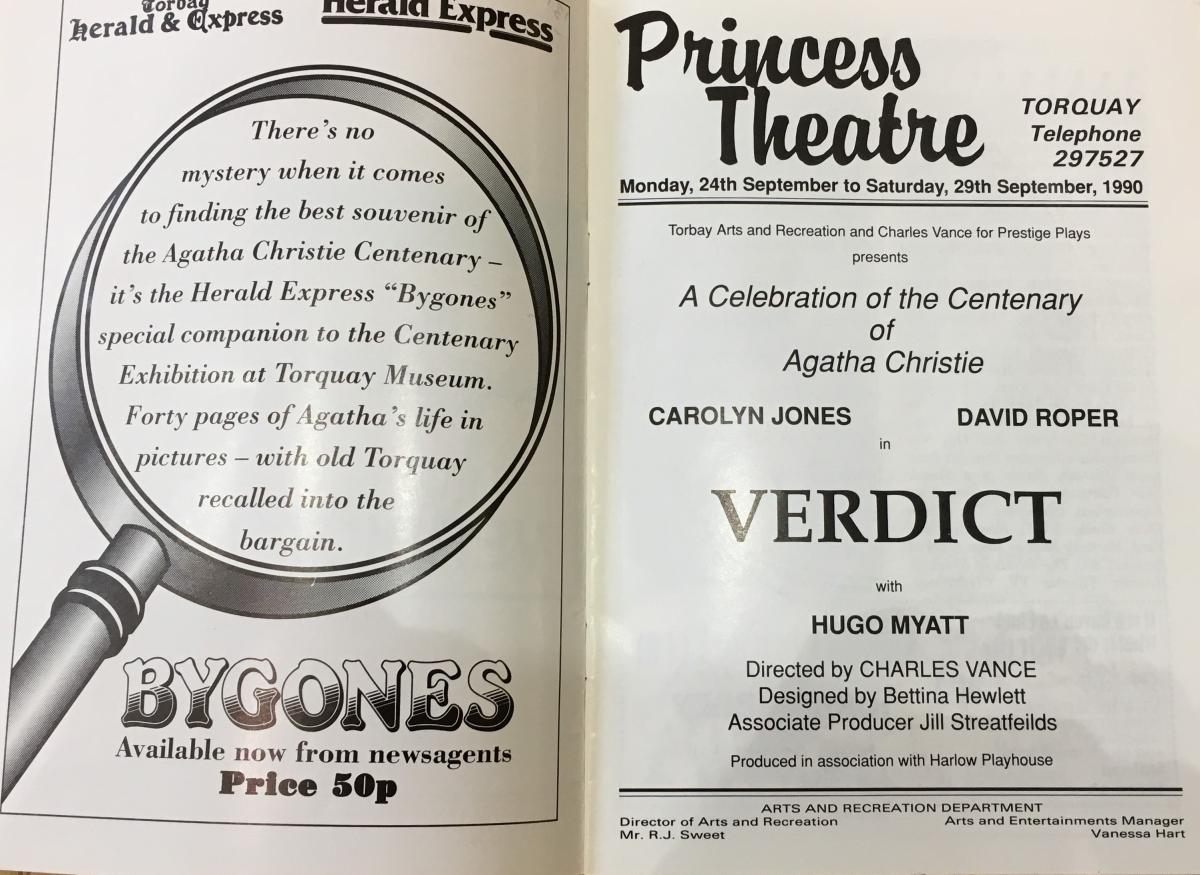 Torbay
Herald & Express
Herald Express
There's no
mystery when it comes
to finding the best souvenir of
the Agatha Christie Centenary –
it's the Herald Express “Bygones”
special companion to the Centenary
Exhibition at Torquay Museum.
Forty pages of Agatha's life in
pictures – with old Torquay
recalled into the
bargain.
BYGONES
Available now from newsagents
Price 50p
Princess
Theatre
TORQUAY
Telephone
297527
Monday, 24th September to Saturday, 29th September, 1990
Torbay Arts and Recreation and Charles Vance for Prestige Plays
presents
A Celebration of the Centenary
of
Agatha Christie
CAROLYN JONES DAVID ROPER
in
VERDICT
with
HUGO MYATT
Directed by CHARLES VANCE
Designed by Bettina Hewlett
Associate Producer Jill Streatfeilds
Produced in association with Harlow Playhouse
ARTS AND RECREATION DEPARTMENT
Director of Arts and Recreation Arts and Entertainments Manager
Mr. R.J. Sweet Vanessa Hart